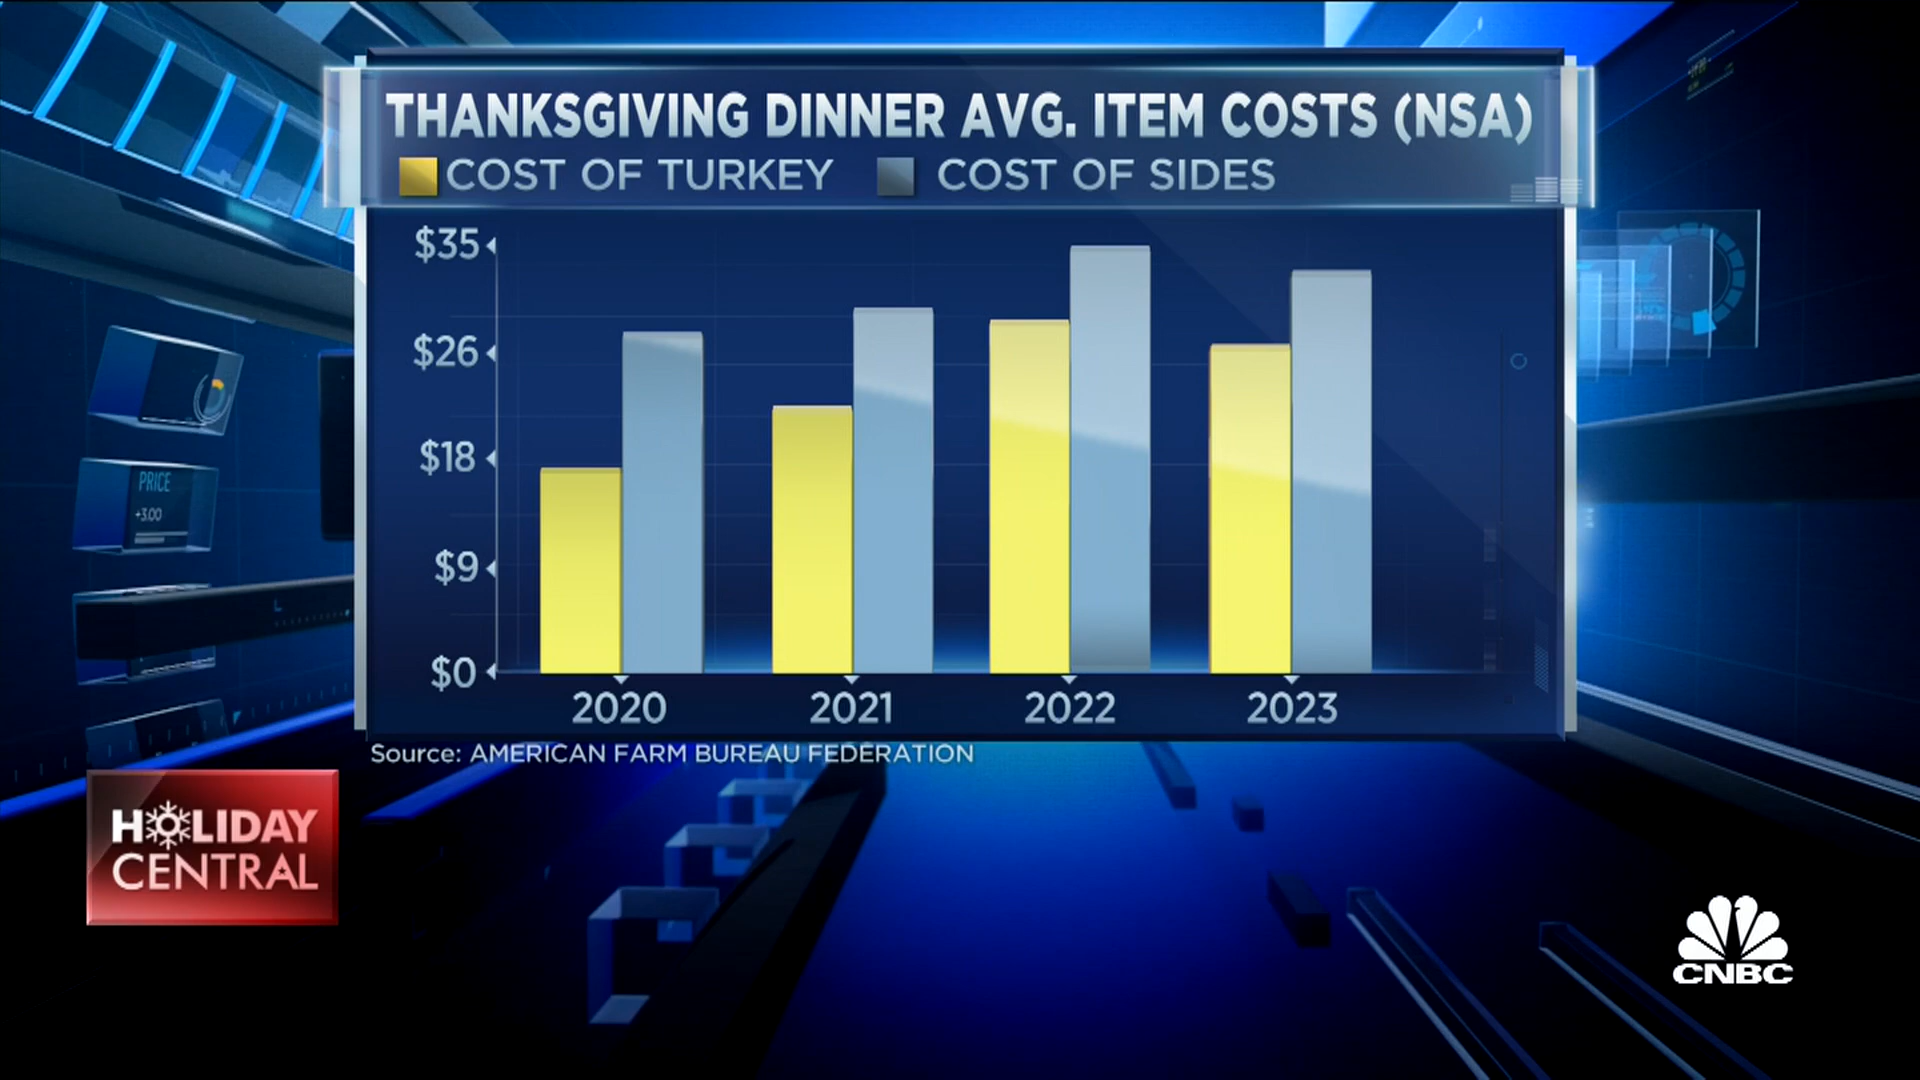 THANKSGIVING DINNER AVG. ITEM COSTS (NSA)
COST OF TURKEY COST OF SIDES
$35
$26
$18
$9
$0
2020 2021 2022 2023
Source: AMERICAN FARM BUREAU FEDERATION
PRICE
+3.00
HOLIDAY
CENTRAL
CNBC